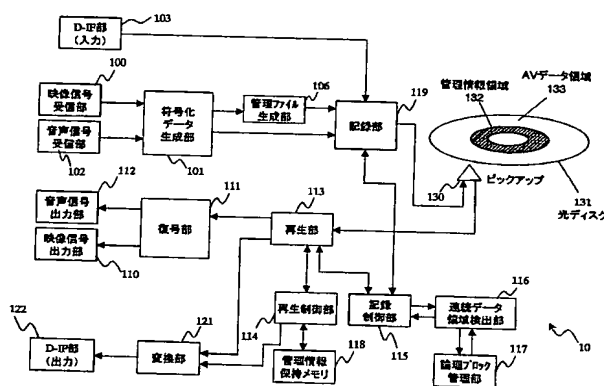 103
D-IF部
(入力)
100
映像信号
受信部
音声信号
受信部
102
符号化
データ
生成部
101
106
管理ファイル
生成部
119
記録部
AVデータ領域
133
管理情報領域
132
130
ピックアップ
131
光ディスク
112
音声信号
出力部
映像信号
出力部
110
111
復号部
113
再生部
再生制御部
114
管理情報
保持メモリ
118
記録
制御部
115
116
連続データ
領域検出部
論理ブロック
管理部
117
10
122
D-IF部
(出力)
121
変換部